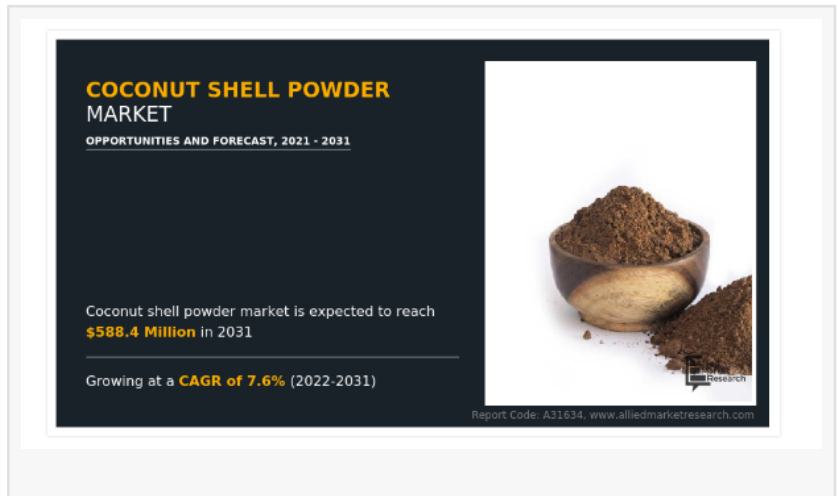 COCONUT SHELL POWDER
MARKET
OPPORTUNITIES AND FORECAST, 2021 - 2031
Coconut shell powder market is expected to reach
$588.4 Million in 2031
Growing at a CAGR of 7.6% (2022-2031)
Research
Report Code: A31634, www.alliedmarketresearch.com